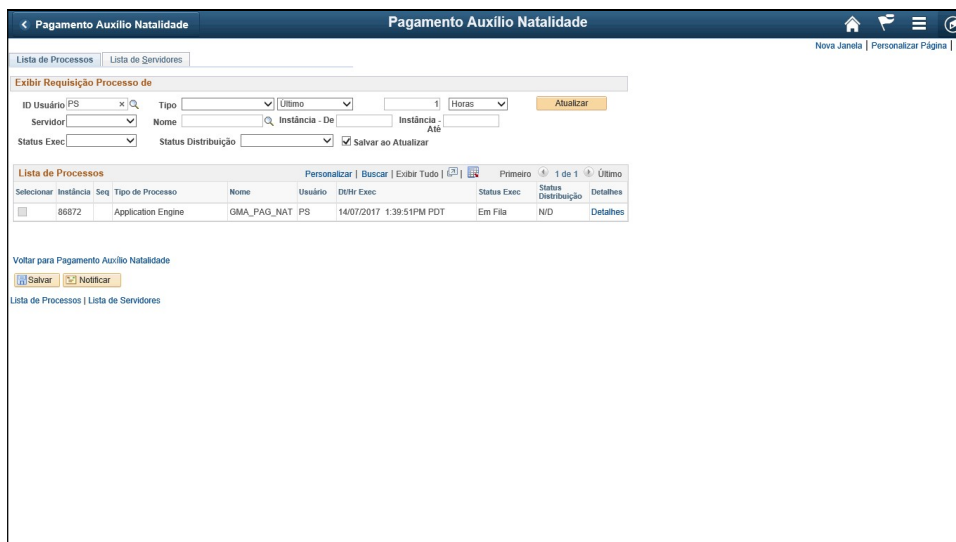 Pagamento Auxílio Natalidade Pagamento Auxílio Natalidade
Nova Janela | Personalizar Página |
Lista de Processos Lista de Servidores
Exibir Requisição Processo de
ID Usuário PS Tipo Último 1 Horas Atualizar
Servidor Nome Instância - De Instância - Até
Status Exec Status Distribuição Salvar ao Atualizar
Lista de Processos Personalizar | Buscar | Exibir Tudo | | Primeiro 1 de 1 Último
Selecionar Instância Seq Tipo de Processo Nome Usuário Dt/Hr Exec Status Exec Status Distribuição Detalhes
86872 Application Engine GMA_PAG_NAT PS 14/07/2017 1:39:51PM PDT Em Fila N/D Detalhes
Voltar para Pagamento Auxílio Natalidade
Salvar Notificar
Lista de Processos | Lista de Servidores